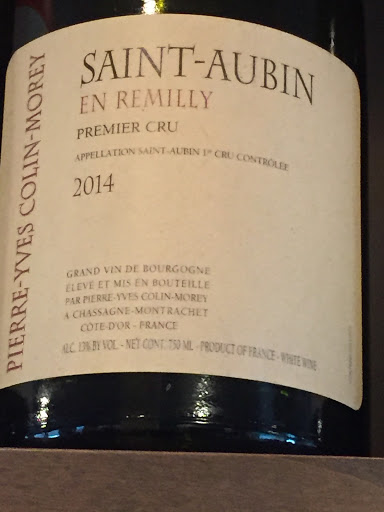 PIERRE-YVES COLIN-MOREY
SAINT-AUBIN
EN REMILLY
PREMIER CRU
APPELLATION SAINT-AUBIN 1ER CRU CONTRÔLÉE
2014
GRAND VIN DE BOURGOGNE
ÉLEVÉ ET MIS EN BOUTEILLE
PAR PIERRE-YVES COLIN-MOREY
À CHASSAGNE-MONTRACHET
CÔTE-D'OR - FRANCE
ALC. 13% BY VOL. - NET CONT. 750 ML - PRODUCT OF FRANCE - WHITE WINE